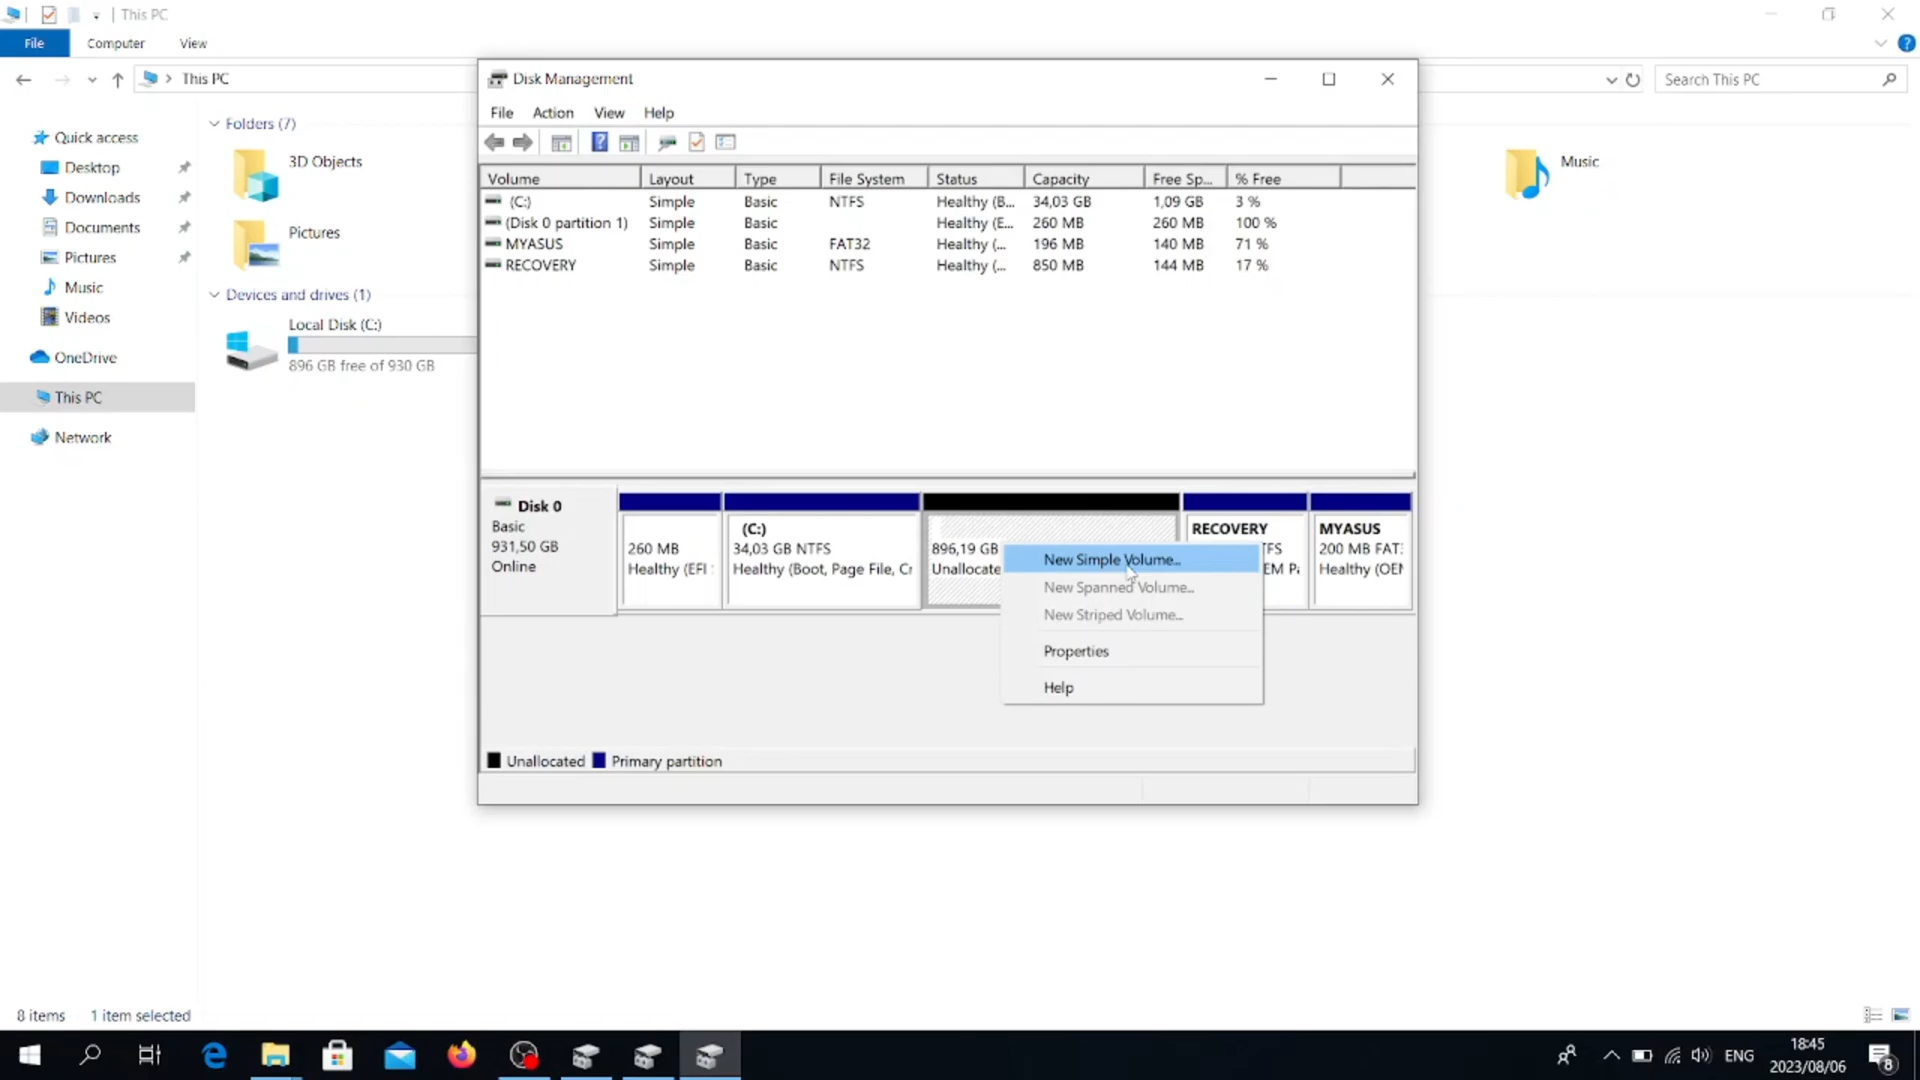 This PC
File
Computer
View
This PC
Search This PC
Quick access
Desktop
Downloads
Documents
Pictures
Music
Videos
OneDrive
This PC
Network
Folders (7)
3D Objects
Pictures
Music
Devices and drives (1)
Local Disk (C:)
896 GB free of 930 GB
Disk Management
File Action View Help
Volume Layout Type File System Status Capacity Free Sp... % Free
(C:) Simple Basic NTFS Healthy (B... 34,03 GB 1,09 GB 3 %
(Disk 0 partition 1) Simple Basic Healthy (E... 260 MB 260 MB 100 %
MYASUS Simple Basic FAT32 Healthy (... 196 MB 140 MB 71 %
RECOVERY Simple Basic NTFS Healthy (... 850 MB 144 MB 17 %
Disk 0
Basic
931,50 GB
Online
260 MB
Healthy (EFI
(C:)
34,03 GB NTFS
Healthy (Boot, Page File, Cr
896,19 GB
Unallocate
RECOVERY
TFS
EM Pa
MYASUS
200 MB FAT:
Healthy (OEM
New Simple Volume...
New Spanned Volume...
New Striped Volume...
Properties
Help
Unallocated Primary partition
8 items 1 item selected
ENG
18:45
2023/08/06
8